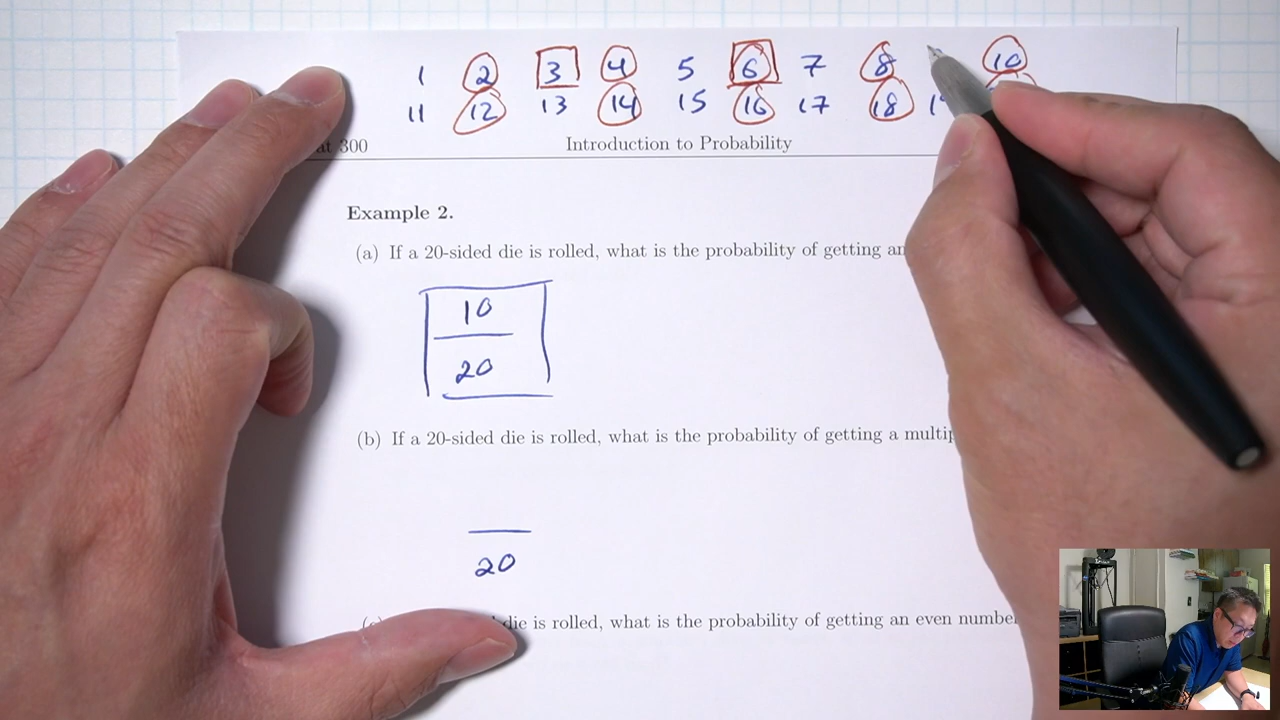 1 2 3 4 5 6 7 8 10
11 12 13 14 15 16 17 18
at 300 Introduction to Probability
Example 2.
(a) If a 20-sided die is rolled, what is the probability of getting an
10
20
(b) If a 20-sided die is rolled, what is the probability of getting a
20
die is rolled, what is the probability of getting an even